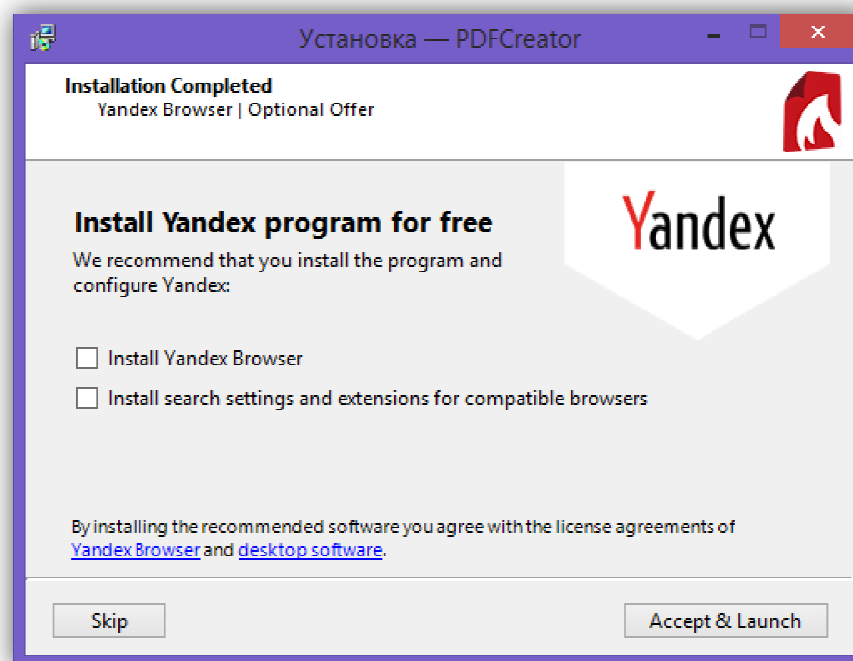 Установка — PDFCreator
Installation Completed
Yandex Browser | Optional Offer
Yandex
Install Yandex program for free
We recommend that you install the program and
configure Yandex:
Install Yandex Browser
Install search settings and extensions for compatible browsers
By installing the recommended software you agree with the license agreements of
Yandex Browser and desktop software.
Skip
Accept & Launch